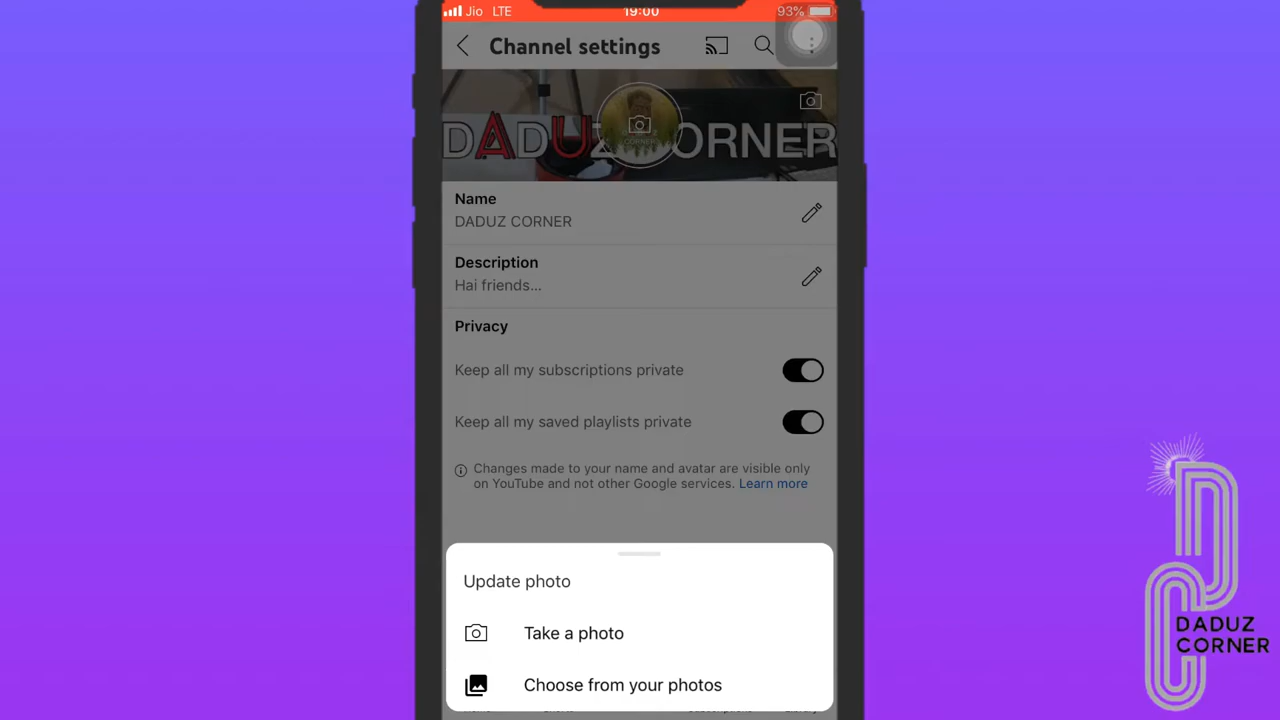 Jio LTE 19:00 93%
Channel settings
DADUZ CORNER
CORNER
Name
DADUZ CORNER
Description
Hai friends...
Privacy
Keep all my subscriptions private
Keep all my saved playlists private
Changes made to your name and avatar are visible only
on YouTube and not other Google services. Learn more
Update photo
Take a photo
Choose from your photos
DADUZ
CORNER